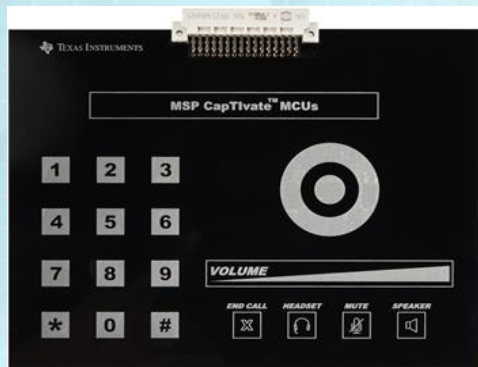 TEXAS INSTRUMENTS
MSP CapTIvate™ MCUs
1 2 3
4 5 6
7 8 9
* 0 #
VOLUME
END CALL HEADSET MUTE SPEAKER
X